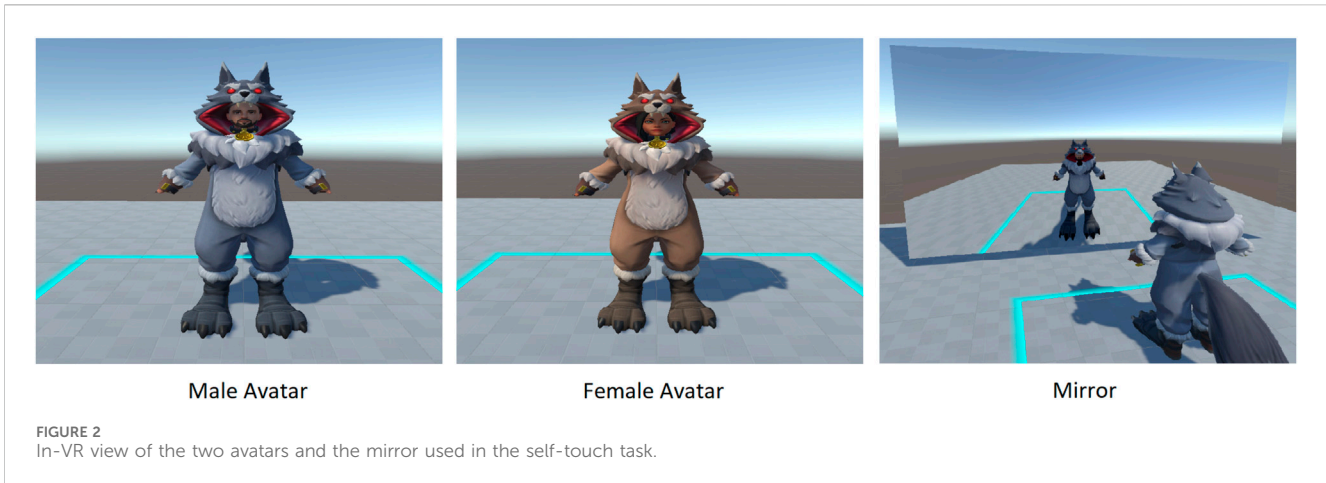 Male Avatar
Female Avatar
Mirror
FIGURE 2
In-VR view of the two avatars and the mirror used in the self-touch task.